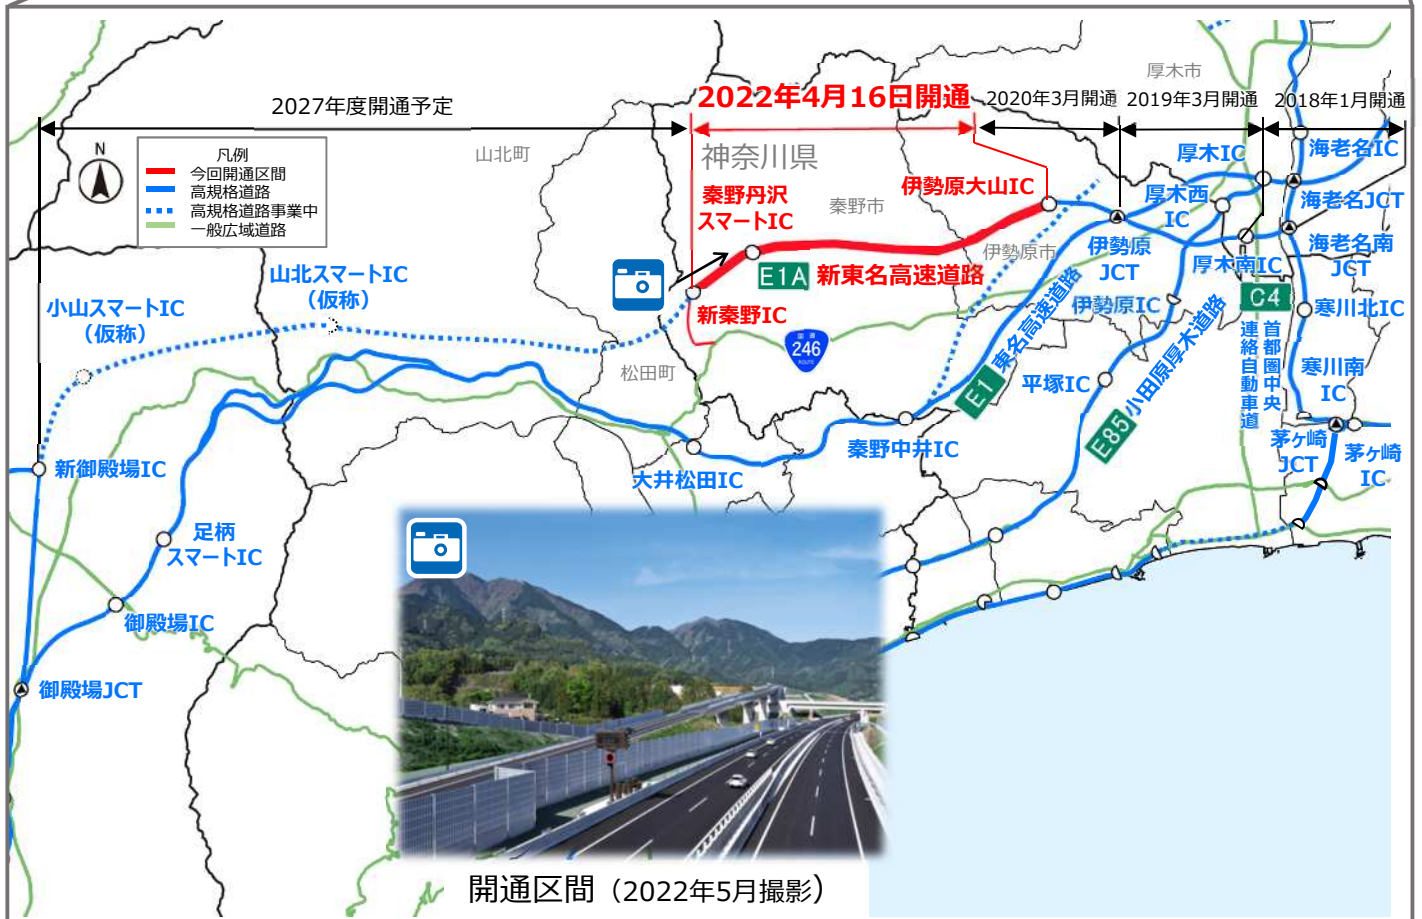 2027年度開通予定
2022年4月16日開通
2020年3月開通
2019年3月開通
2018年1月開通
厚木市
N
凡例
今回開通区間
高規格道路
高規格道路事業中
一般広域道路
山北町
神奈川県
秦野丹沢
スマートIC
秦野市
伊勢原大山IC
伊勢原市
厚木IC
厚木西
IC
海老名IC
海老名JCT
海老名南
JCT
伊勢原
JCT
厚木南IC
伊勢原IC
E1A 新東名高速道路
新秦野IC
山北スマートIC
（仮称）
小山スマートIC
（仮称）
国道
246
ROUTE
松田町
E1 東名高速道路
平塚IC
E85 小田原厚木道路
C4
首都圏中央
連絡自動車道
寒川北IC
寒川南
IC
茅ヶ崎
JCT
茅ヶ崎
IC
秦野中井IC
大井松田IC
新御殿場IC
足柄
スマートIC
御殿場IC
御殿場JCT
開通区間（2022年5月撮影）